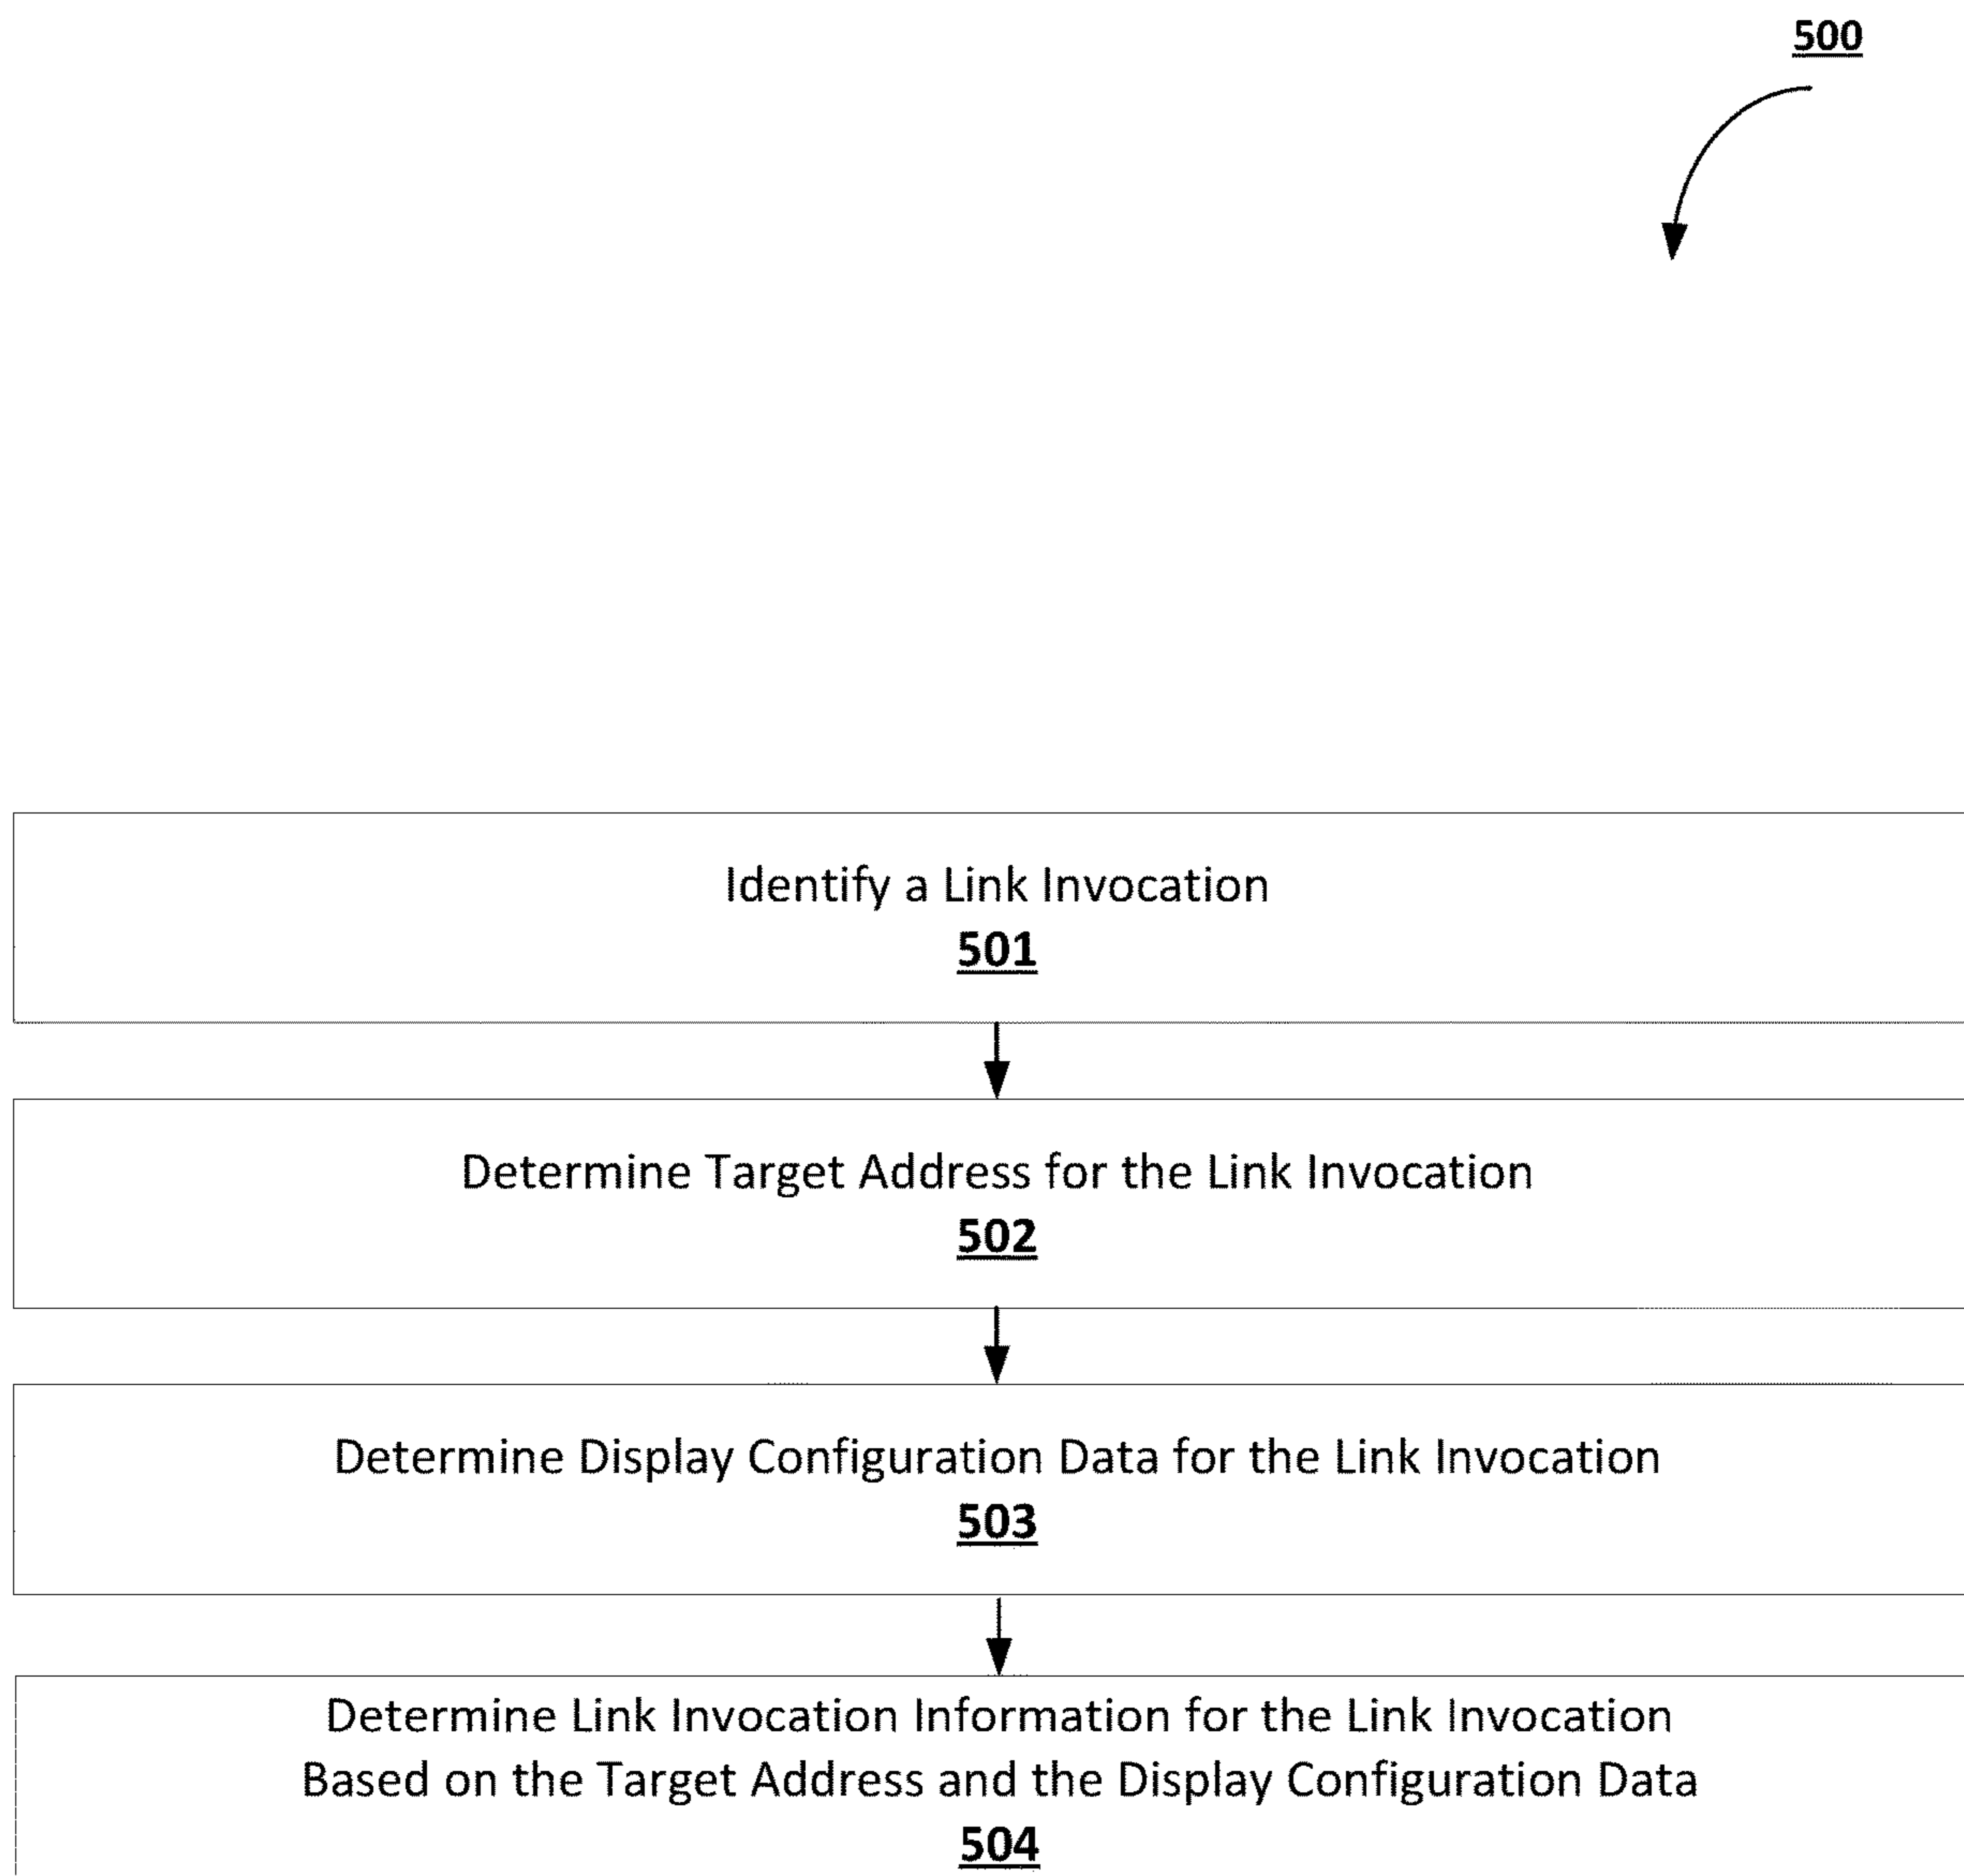 500
Identify a Link Invocation
501
Determine Target Address for the Link Invocation
502
Determine Display Configuration Data for the Link Invocation
503
Determine Link Invocation Information for the Link Invocation
Based on the Target Address and the Display Configuration Data
504